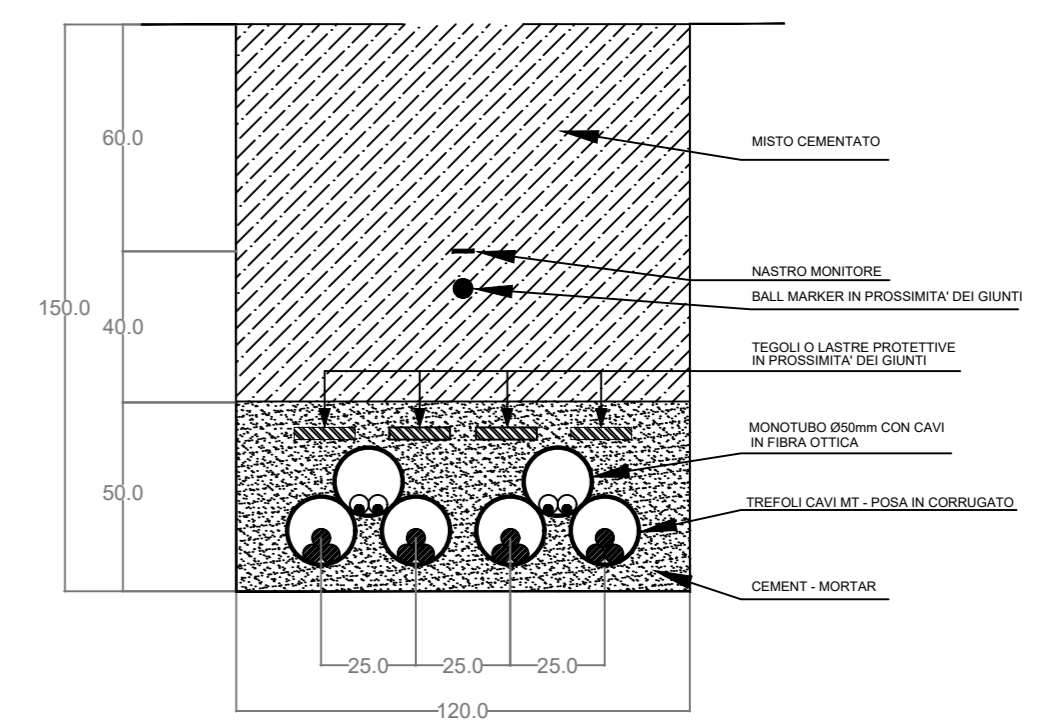 60.0
MISTO CEMENTATO
NASTRO MONITORE
BALL MARKER IN PROSSIMITA' DEI GIUNTI
150.0
40.0
TEGOLI O LASTRE PROTETTIVE
IN PROSSIMITA' DEI GIUNTI
MONOTUBO Ø50mm CON CAVI
IN FIBRA OTTICA
50.0
TREFOLI CAVI MT - POSA IN CORRUGATO
CEMENT - MORTAR
25.0
25.0
25.0
120.0